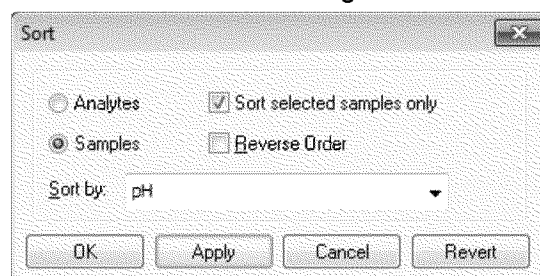 Sort
Analytes Sort selected samples only
Samples Reverse Order
Sort by: pH
OK Apply Cancel Revert